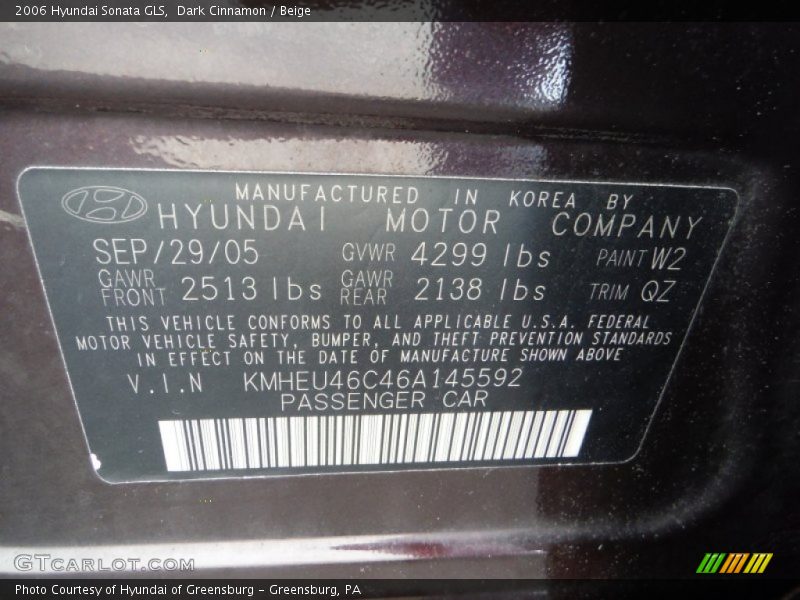 2006 Hyundai Sonata GLS,  Dark Cinnamon / Beige
MANUFACTURED IN KOREA BY
HYUNDAI MOTOR COMPANY
SEP/29/05 GVWR 4299 lbs PAINT W2
GAWR FRONT 2513 lbs GAWR REAR 2138 lbs TRIM QZ
THIS VEHICLE CONFORMS TO ALL APPLICABLE U.S.A. FEDERAL
MOTOR VEHICLE SAFETY, BUMPER, AND THEFT PREVENTION STANDARDS
IN EFFECT ON THE DATE OF MANUFACTURE SHOWN ABOVE
V.I.N KMHEU46C46A145592
PASSENGER CAR
GTCARLOT.COM
Photo Courtesy of Hyundai of Greensburg - Greensburg, PA